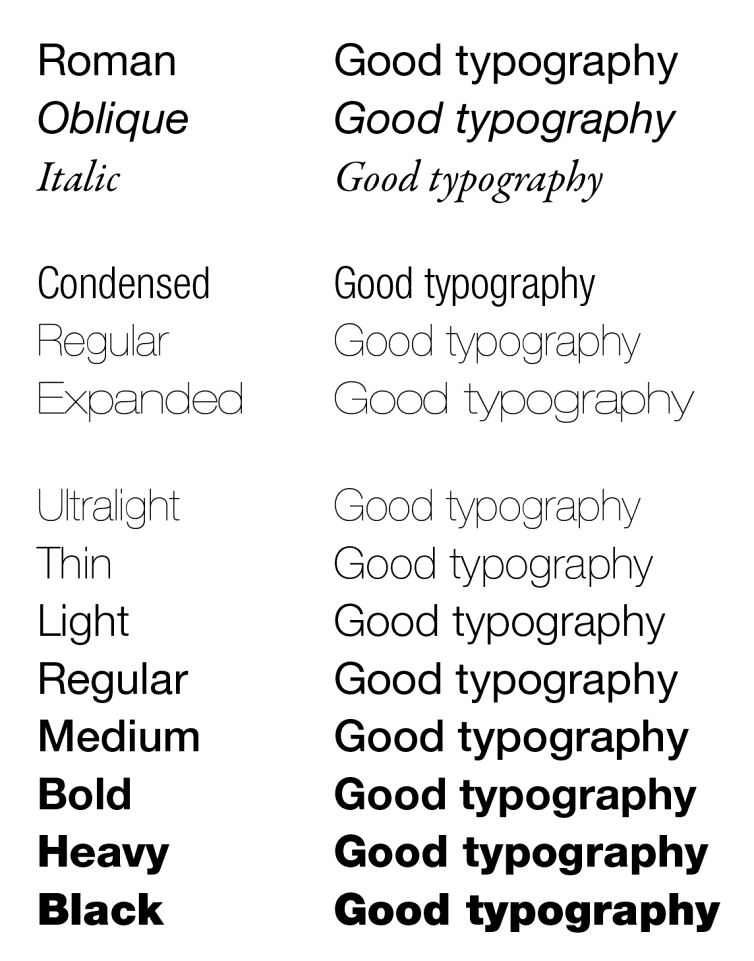 Roman Good typography
Oblique Good typography
Italic Good typography
Condensed Good typography
Regular Good typography
Expanded Good typography
Ultralight Good typography
Thin Good typography
Light Good typography
Regular Good typography
Medium Good typography
Bold Good typography
Heavy Good typography
Black Good typography